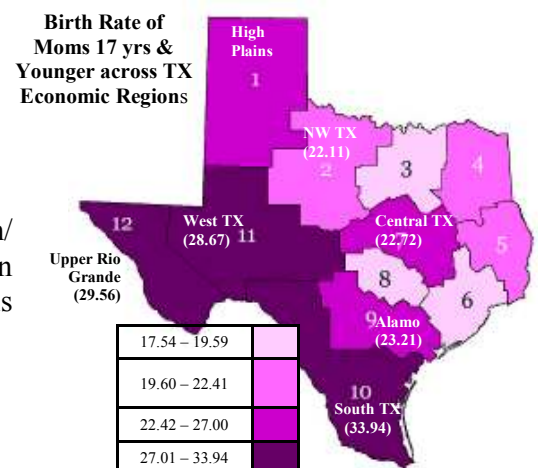 Birth Rate of
Moms 17 yrs &
Younger across TX
Economic Regions
High
Plains
1
NW TX
(22.11)
2
3
4
12
West TX
(28.67)
11
Central TX
(22.72)
5
n/
n
s
Upper Rio
Grande
(29.56)
8
6
9
Alamo
(23.21)
10
South TX
(33.94)
17.54 – 19.59
19.60 – 22.41
22.42 – 27.00
27.01 – 33.94